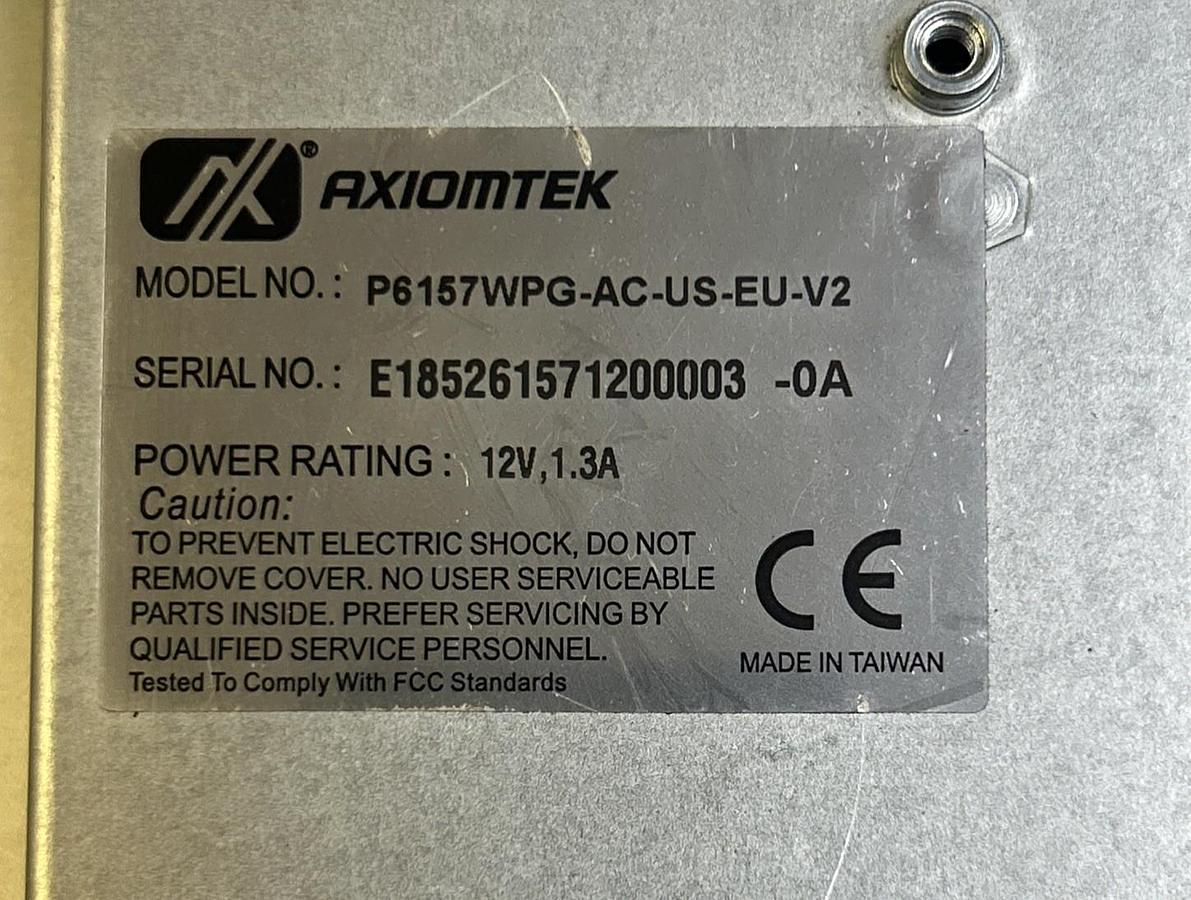 ® AXIOMTEK
MODEL NO. : P6157WPG-AC-US-EU-V2
SERIAL NO. : E185261571200003 -0A
POWER RATING : 12V,1.3A
Caution:
TO PREVENT ELECTRIC SHOCK, DO NOT
REMOVE COVER. NO USER SERVICEABLE
PARTS INSIDE. PREFER SERVICING BY
QUALIFIED SERVICE PERSONNEL.
Tested To Comply With FCC Standards
CE
MADE IN TAIWAN